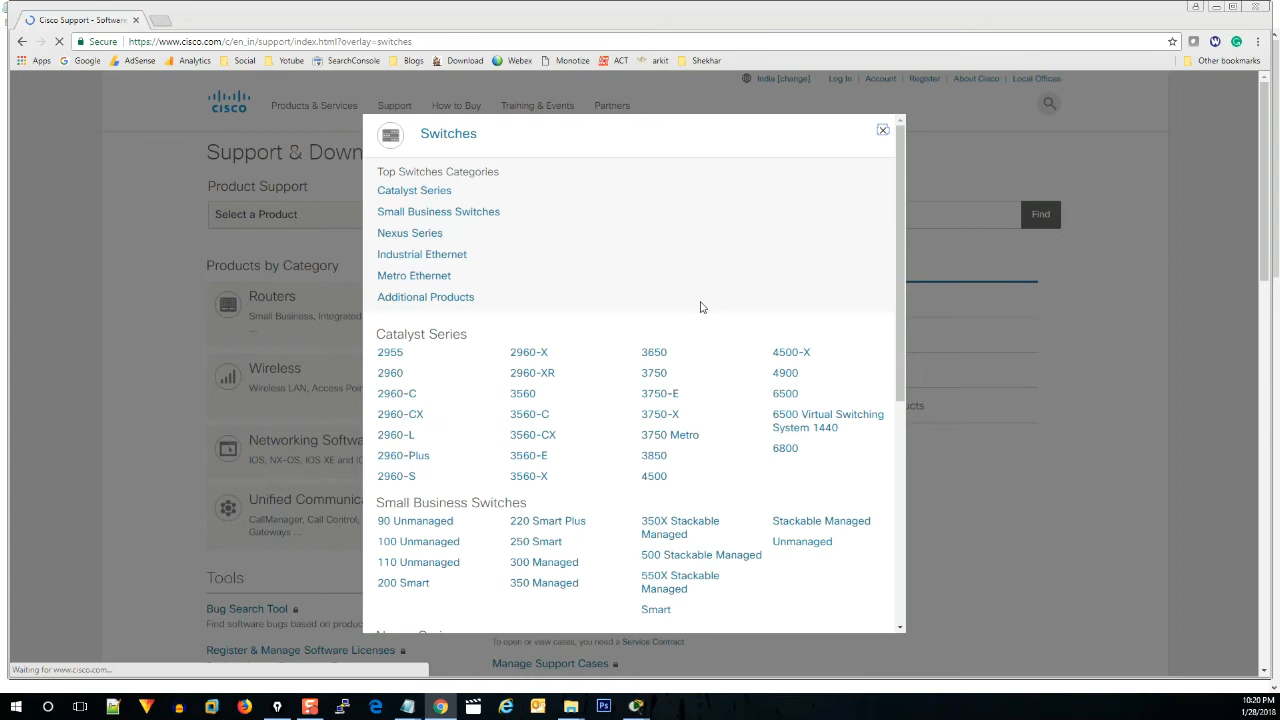 Cisco Support - Software
Secure
https://www.cisco.com/c/en_in/support/index.html?overlay=switches
Apps Google AdSense Analytics Social Youtube SearchConsole Blogs Download Webex Monotize ACT arkit Shekhar Other bookmarks
India [change] Log In Account Register About Cisco Local Offices
CISCO Products & Services Support How to Buy Training & Events Partners
Switches
Support & Down
Product Support
Select a Product
Find
Products by Category
Routers
Small Business, Integrated
...
Wireless
Wireless LAN, Access Poi
Networking Softwa
IOS, NX-OS, IOS XE and IO
Unified Communic
CallManager, Call Control,
Gateways ...
ucts
Top Switches Categories
Catalyst Series
Small Business Switches
Nexus Series
Industrial Ethernet
Metro Ethernet
Additional Products
Catalyst Series
2955 2960-X 3650 4500-X
2960 2960-XR 3750 4900
2960-C 3560 3750-E 6500
2960-CX 3560-C 3750-X 6500 Virtual Switching
System 1440
2960-L 3560-CX 3750 Metro
6800
2960-Plus 3560-E 3850
2960-S 3560-X 4500
Small Business Switches
90 Unmanaged 220 Smart Plus 350X Stackable Stackable Managed
Managed
100 Unmanaged 250 Smart Unmanaged
500 Stackable Managed
110 Unmanaged 300 Managed
550X Stackable
200 Smart 350 Managed
Managed
Smart
Tools
Bug Search Tool
Find software bugs based on produc
Register & Manage Software Licenses
To open or view cases, you need a Service Contract
Manage Support Cases
Waiting for www.cisco.com...
10:20 PM
1/28/2018